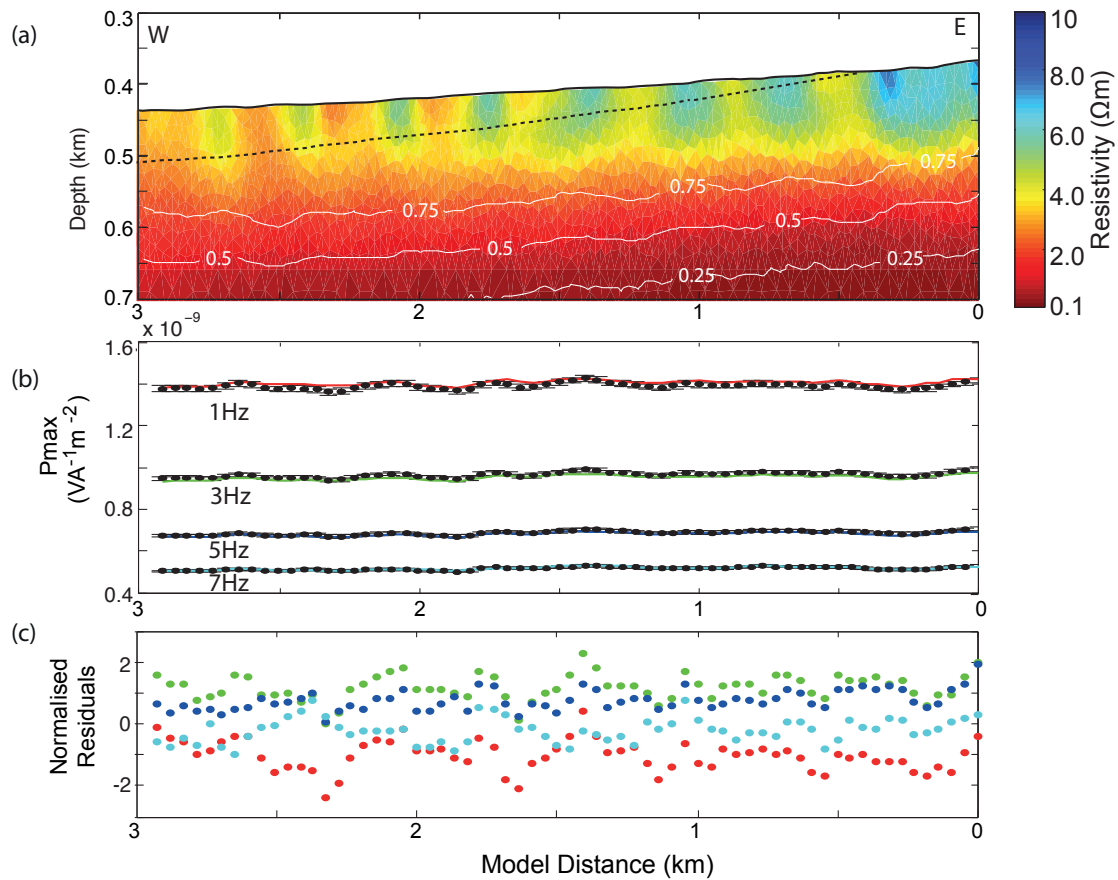 (a)
W
E
0.3
0.4
0.5
0.6
0.7
Depth (km)
0.75
0.75
0.75
0.5
0.5
0.5
0.5
0.25
0.25
3
2
1
0
10
8.0
6.0
4.0
2.0
0.1
Resistivity (Ωm)
x 10⁻⁹
(b)
1.6
1.2
0.8
0.4
Pmax
(VA⁻¹m⁻²)
1Hz
3Hz
5Hz
7Hz
3
2
1
0
(c)
2
0
-2
Normalised
Residuals
3
2
1
0
Model Distance (km)